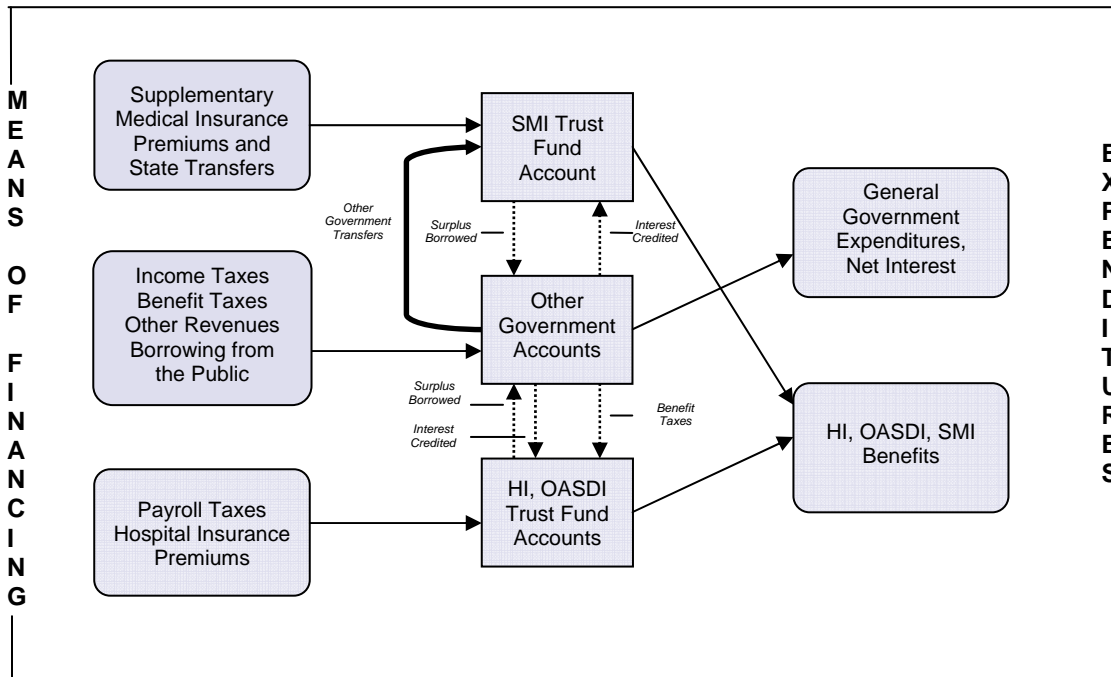 MEANS OF FINANCING
Supplementary
Medical Insurance
Premiums and
State Transfers
Income Taxes
Benefit Taxes
Other Revenues
Borrowing from
the Public
Payroll Taxes
Hospital Insurance
Premiums
Other
Government
Transfers
SMI Trust
Fund
Account
Surplus
Borrowed
Interest
Credited
Other
Government
Accounts
Surplus
Borrowed
Interest
Credited
Benefit
Taxes
HI, OASDI
Trust Fund
Accounts
General
Government
Expenditures,
Net Interest
HI, OASDI, SMI
Benefits
EXPENDITURES